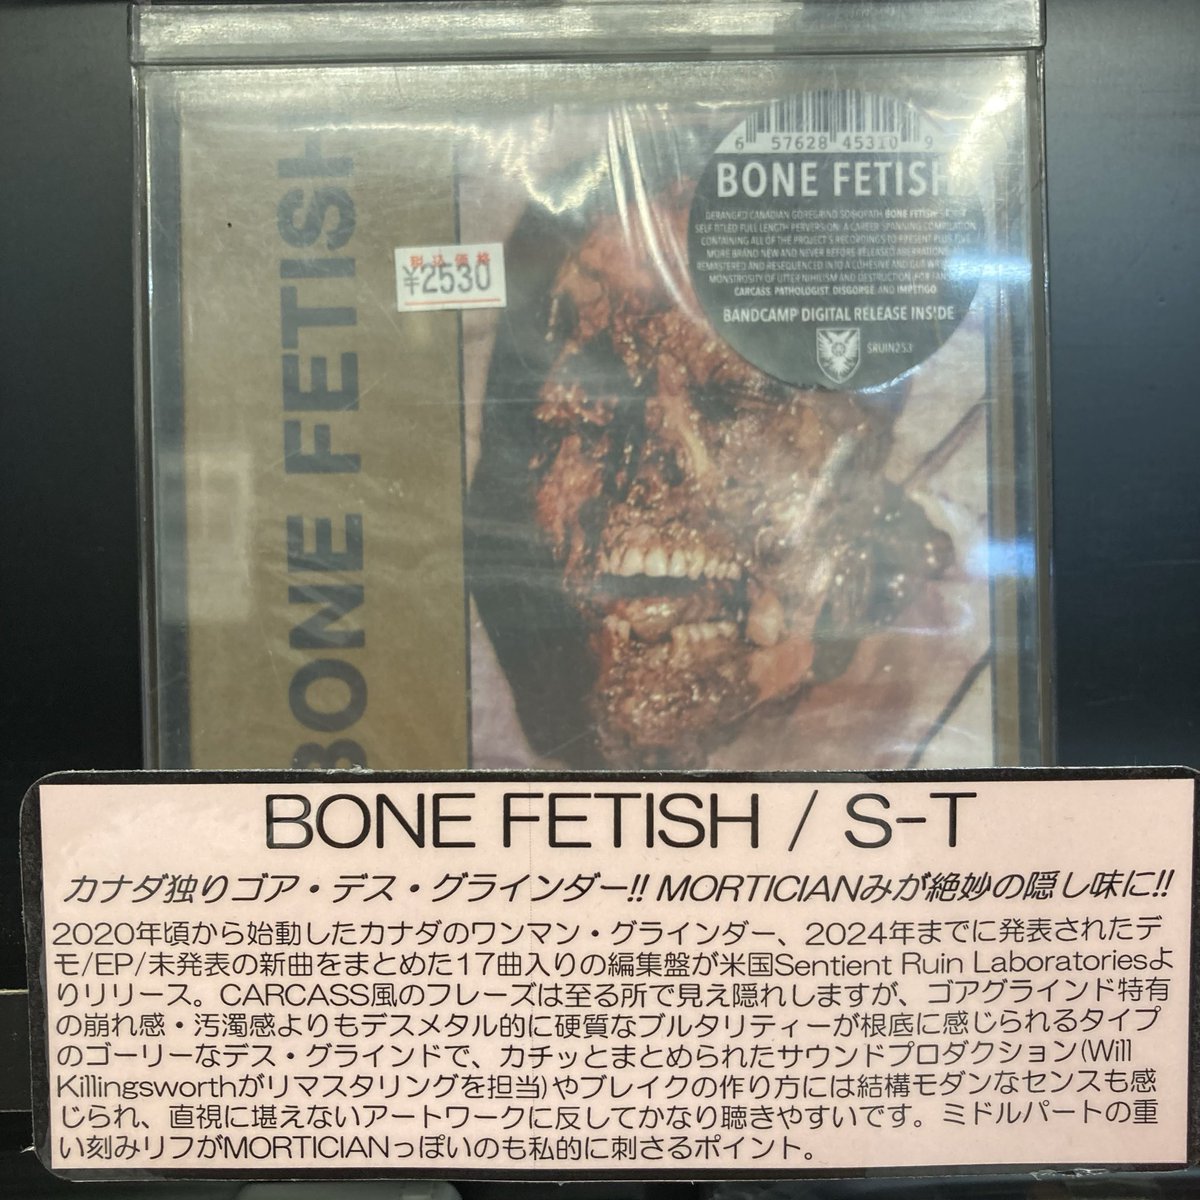 6 57628 45310 9
BONE FETISH
DERANGED CANADIAN GOREGRIND SOCIOPATH BONE FETISH'S
SELF TITLED FULL LENGTH PERVERSION: A CAREER SPANNING COMPILATION
CONTAINING ALL OF THE PROJECT'S RECORDINGS TO PRESENT PLUS FIVE
MORE BRAND NEW AND NEVER BEFORE RELEASED ABERRATIONS
REMASTERED AND RESEQUENCED INTO A COHESIVE AND
MONSTROSITY OF UTTER NIHILISM AND DESTRUCTION. FOR FANS
CARCASS, PATHOLOGIST, DISGORGE, AND IMPETIGO.
BANDCAMP DIGITAL RELEASE INSIDE
SRUIN253
税込価格
¥2530
BONE FETISH
BONE FETISH / S-T
カナダ独りゴア・デス・グラインダー!! MORTICIANみが絶妙の隠し味に!!
2020年頃から始動したカナダのワンマン・グラインダー、2024年までに発表されたデ
モ/EP/未発表の新曲をまとめた17曲入りの編集盤が米国Sentient Ruin Laboratoriesよ
りリリース。CARCASS風のフレーズは至る所で見え隠れしますが、ゴアグラインド特有
の崩れ感・汚濁感よりもデスメタル的に硬質なブルタリティーが根底に感じられるタイプ
のゴーリーなデス・グラインドで、カチッとまとめられたサウンドプロダクション(Will
Killingsworthがリマスタリングを担当)やブレイクの作り方には結構モダンなセンスも感
じられ、直視に堪えないアートワークに反してかなり聴きやすいです。ミドルパートの重
い刻みリフがMORTICIANっぽいのも私的に刺さるポイント。